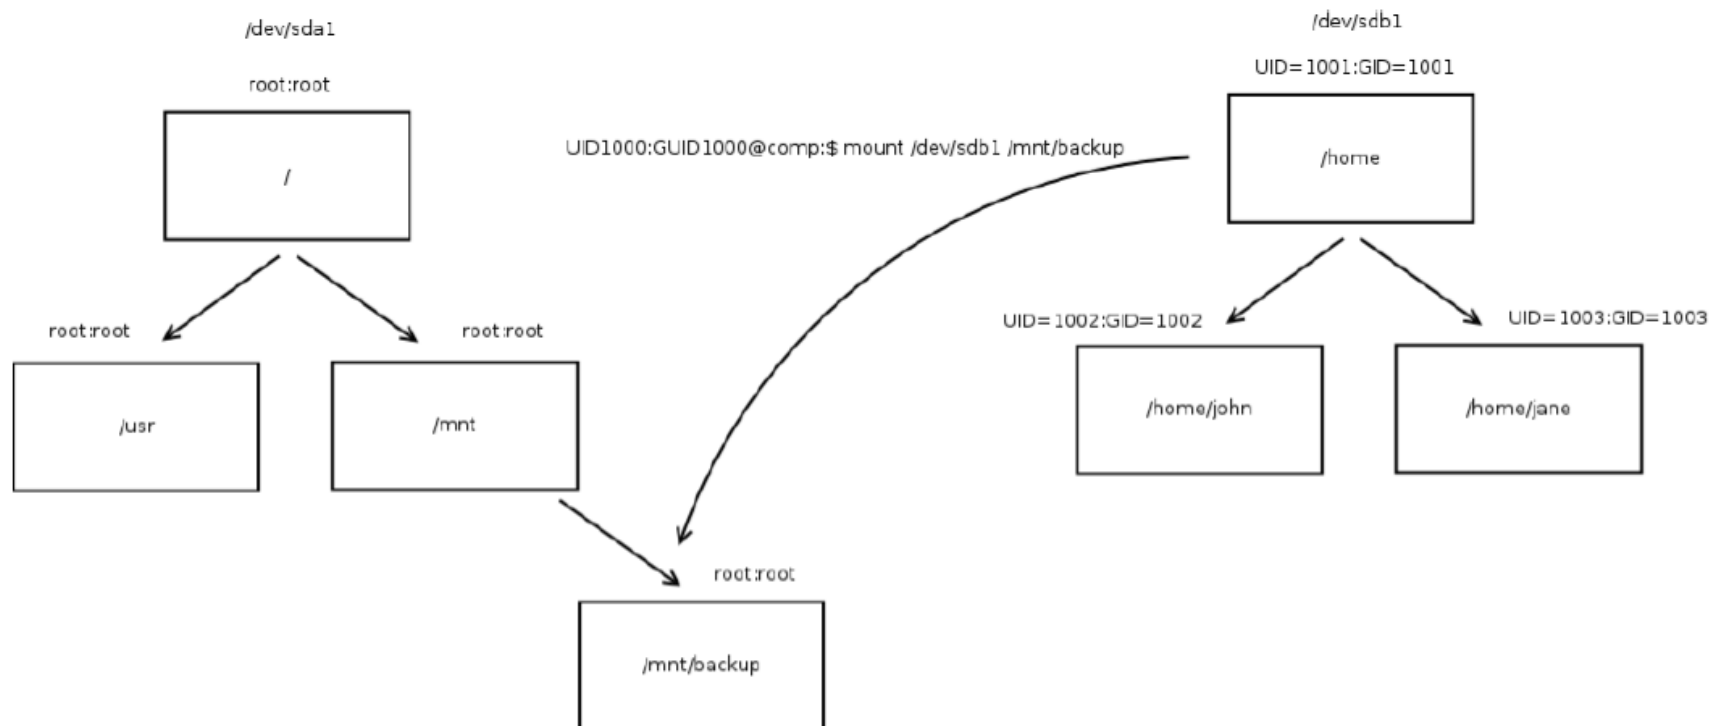 /dev/sda1
root:root
/
root:root
root:root
/usr
/mnt
root:root
/mnt/backup
UID1000:GUID1000@comp:$ mount /dev/sdb1 /mnt/backup
/dev/sdb1
UID=1001:GID=1001
/home
UID=1002:GID=1002
UID=1003:GID=1003
/home/john
/home/jane